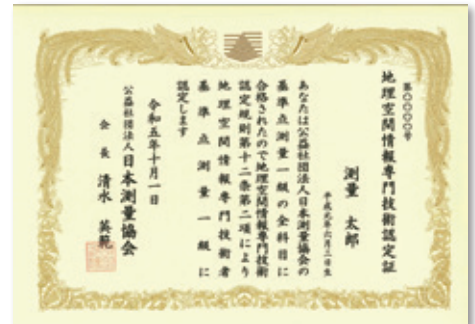 第〇〇〇〇号
地理空間情報専門技術認定証
平成元年六月三日生
測量 太郎
あなたは公益社団法人日本測量協会の
基準点測量一級の全科目に
合格されたので地理空間情報専門技術
認定規則第十二条第二項により
地理空間情報専門技術者
基準点測量一級に
認定します
令和五年十月一日
公益社団法人日本測量協会
会長 清水 英範